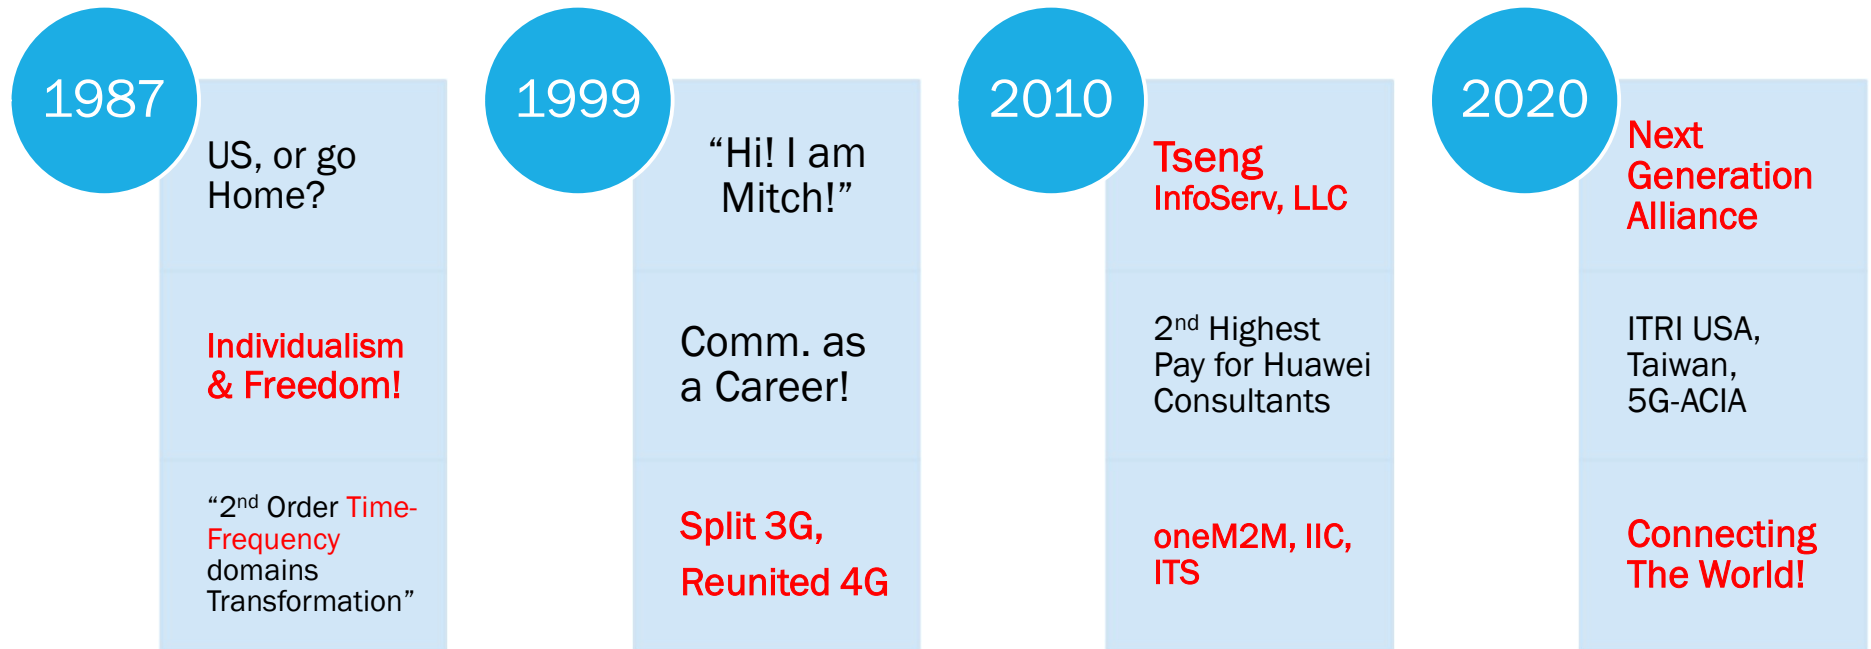 1987
US, or go
Home?
Individualism
& Freedom!
“2nd Order Time-
Frequency
domains
Transformation”
1999
“Hi! I am
Mitch!”
Comm. as
a Career!
Split 3G,
Reunited 4G
2010
Tseng
InfoServ, LLC
2nd Highest
Pay for Huawei
Consultants
oneM2M, IIC,
ITS
2020
Next
Generation
Alliance
ITRI USA,
Taiwan,
5G-ACIA
Connecting
The World!